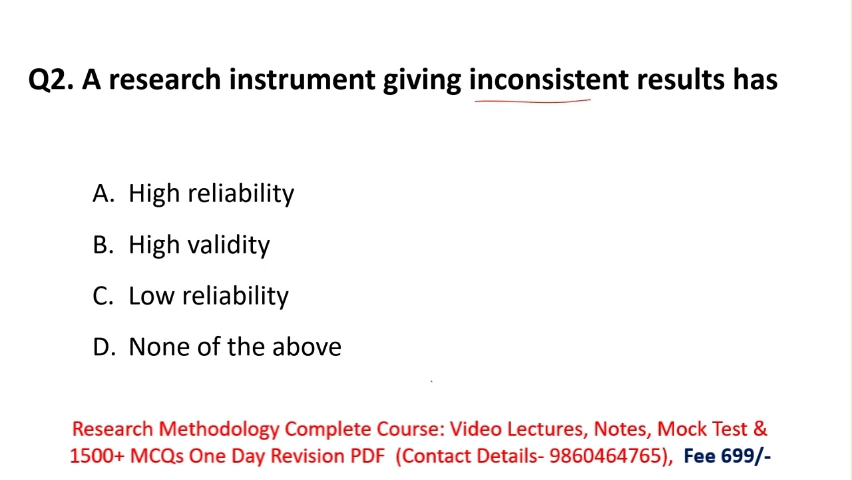 Q2. A research instrument giving inconsistent results has
A. High reliability
B. High validity
C. Low reliability
D. None of the above
Research Methodology Complete Course: Video Lectures, Notes, Mock Test &
1500+ MCQs One Day Revision PDF (Contact Details- 9860464765), Fee 699/-